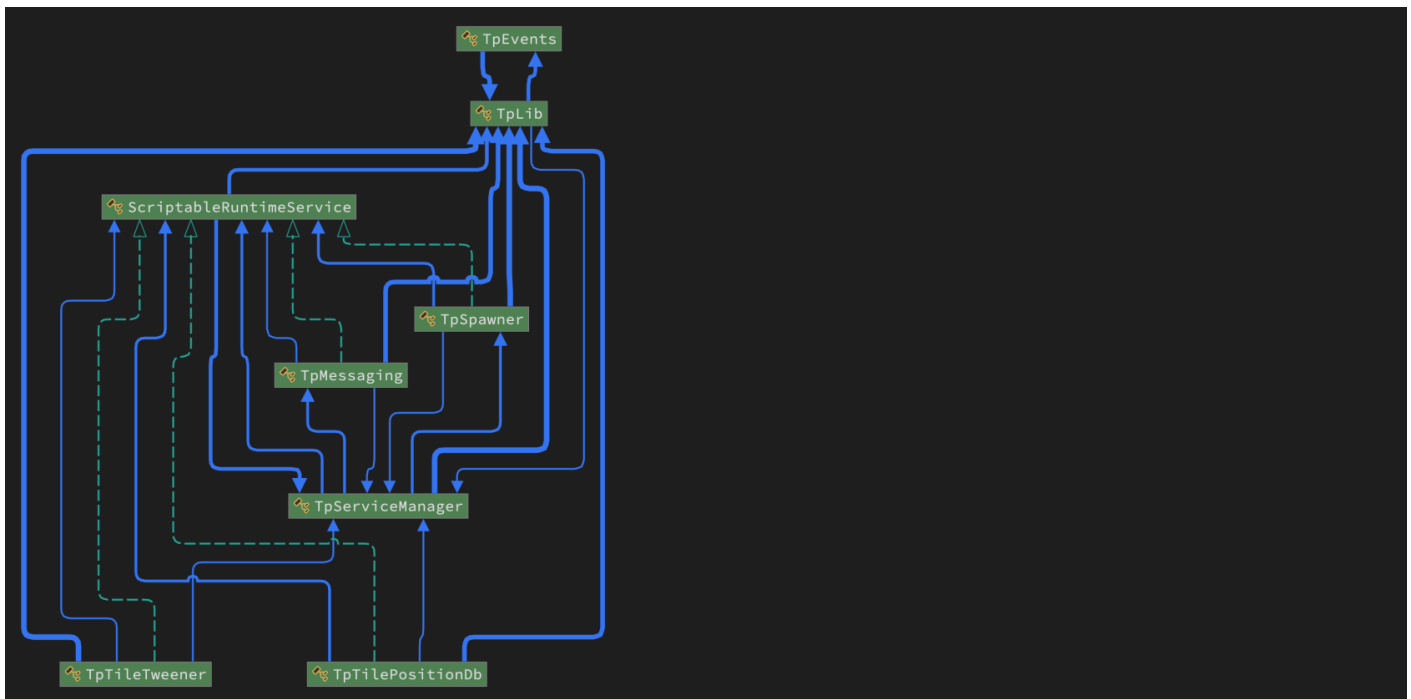 TpEvents
TpLib
ScriptableRuntimeService
TpSpawner
TpMessaging
TpServiceManager
TpTileTweener
TpTilePositionDb